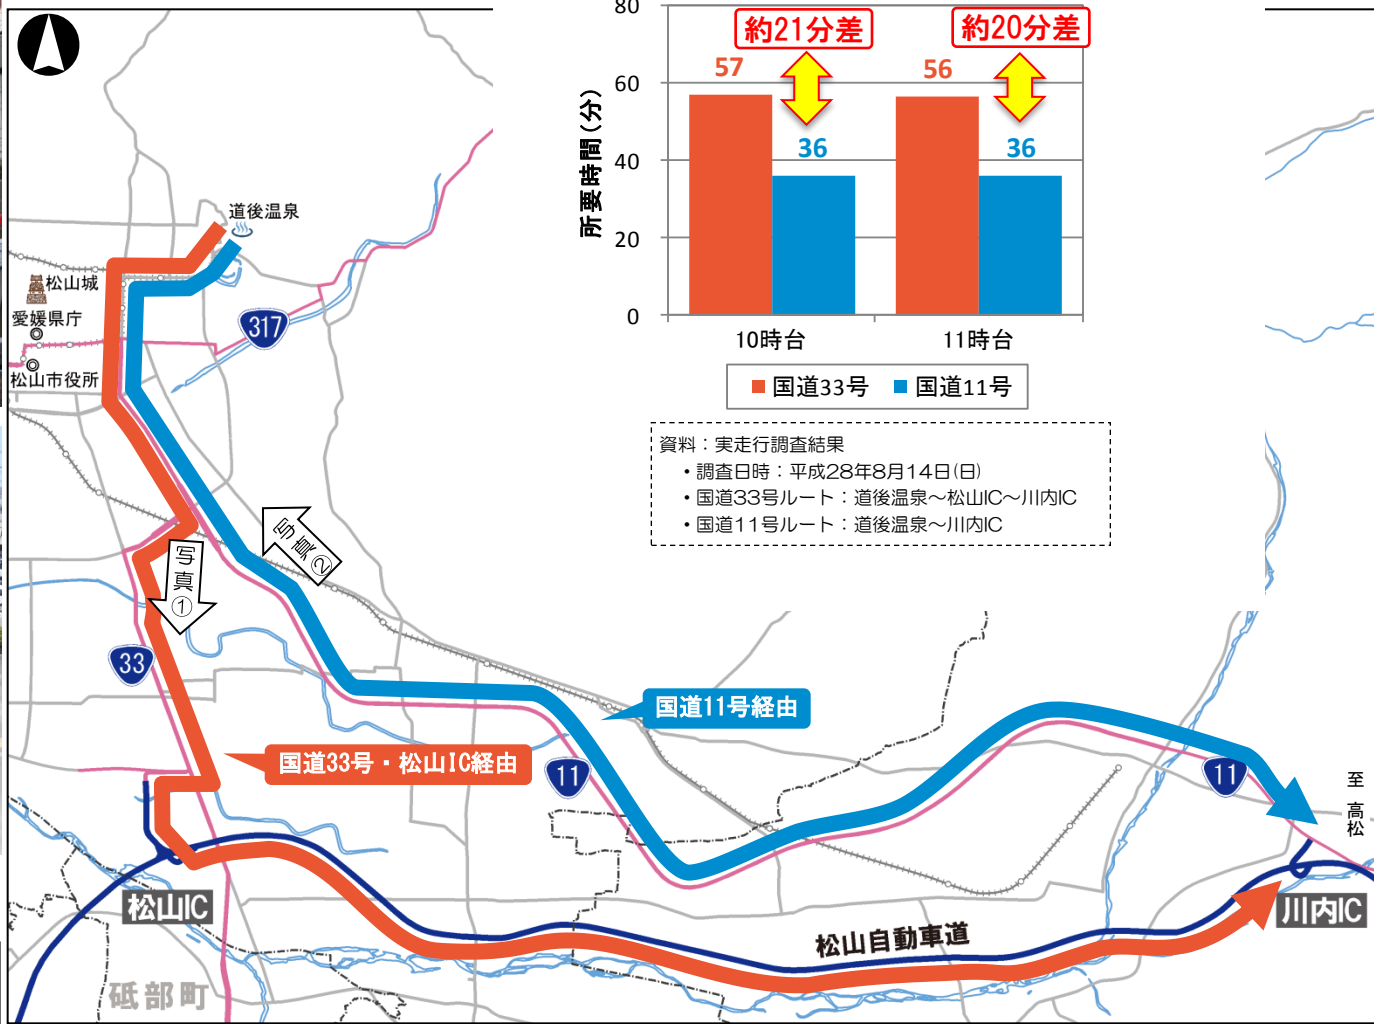 80
約21分差
約20分差
57
56
60
36
36
40
20
0
所要時間(分)
10時台
11時台
国道33号
国道11号
資料：実走行調査結果
・調査日時：平成28年8月14日(日)
・国道33号ルート：道後温泉～松山IC～川内IC
・国道11号ルート：道後温泉～川内IC
道後温泉
松山城
愛媛県庁
松山市役所
317
写真②
写真①
33
国道11号経由
国道33号・松山IC経由
11
11
至 高松
松山IC
川内IC
松山自動車道
砥部町